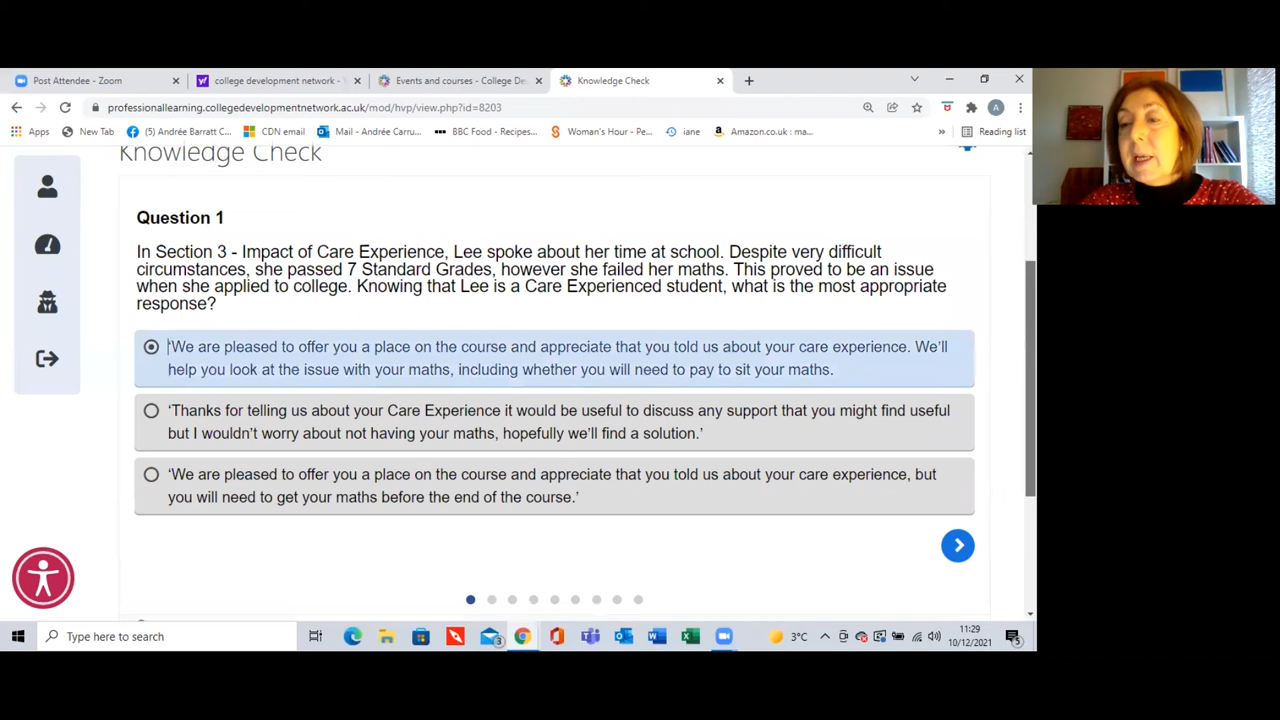 Post Attendee - Zoom
college development network -
Events and courses - College De
Knowledge Check
professionallearning.collegedevelopmentnetwork.ac.uk/mod/hvp/view.php?id=8203
Apps
New Tab
(5) Andrée Barratt C...
CDN email
Mail - Andrée Carru...
BBC Food - Recipes...
Woman's Hour - Pe...
iane
Amazon.co.uk : ma...
»
Reading list
Knowledge Check
Question 1
In Section 3 - Impact of Care Experience, Lee spoke about her time at school. Despite very difficult
circumstances, she passed 7 Standard Grades, however she failed her maths. This proved to be an issue
when she applied to college. Knowing that Lee is a Care Experienced student, what is the most appropriate
response?
‘We are pleased to offer you a place on the course and appreciate that you told us about your care experience. We’ll
help you look at the issue with your maths, including whether you will need to pay to sit your maths.
‘Thanks for telling us about your Care Experience it would be useful to discuss any support that you might find useful
but I wouldn’t worry about not having your maths, hopefully we’ll find a solution.’
‘We are pleased to offer you a place on the course and appreciate that you told us about your care experience, but
you will need to get your maths before the end of the course.’
Type here to search
3
3°C
11:29
10/12/2021
5